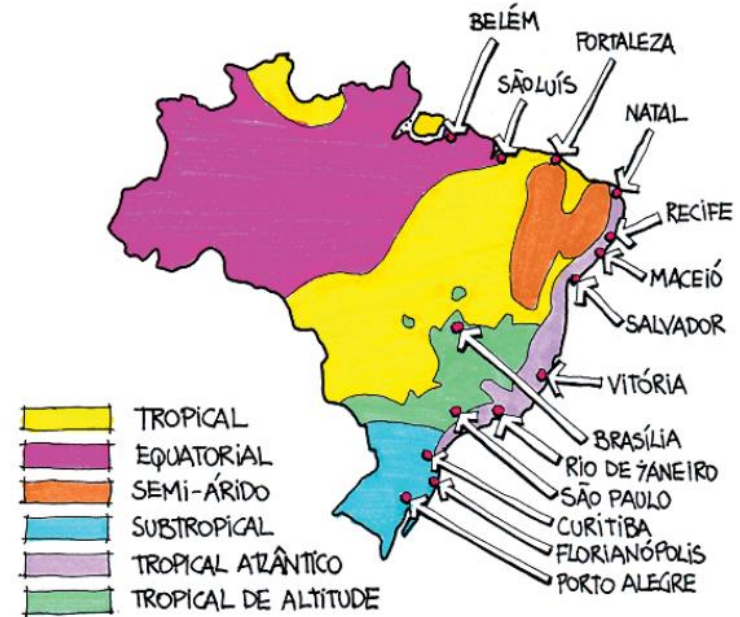 BELÉM
FORTALEZA
SÃO LUÍS
NATAL
RECIFE
MACEIÓ
SALVADOR
VITÓRIA
BRASÍLIA
RIO DE JANEIRO
SÃO PAULO
CURITIBA
FLORIANÓPOLIS
PORTO ALEGRE
TROPICAL
EQUATORIAL
SEMI-ÁRIDO
SUBTROPICAL
TROPICAL ATLÂNTICO
TROPICAL DE ALTITUDE